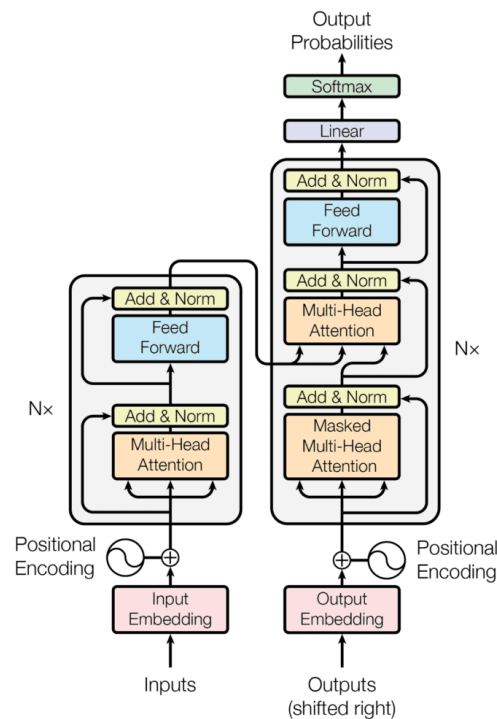 Output
Probabilities
Softmax
Linear
Add & Norm
Feed
Forward
Add & Norm
Multi-Head
Attention
Add & Norm
Masked
Multi-Head
Attention
N×
Positional
Encoding
Output
Embedding
Outputs
(shifted right)
Add & Norm
Feed
Forward
Add & Norm
Multi-Head
Attention
N×
Positional
Encoding
Input
Embedding
Inputs